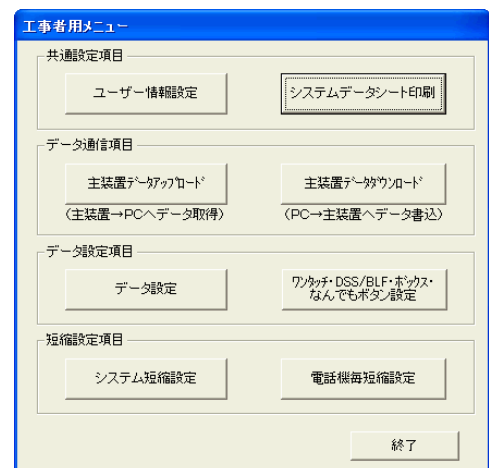 工事者用メニュー
共通設定項目
ユーザー情報設定
システムデータシート印刷
データ通信項目
主装置ﾃﾞｰﾀｱｯﾌﾟﾛｰﾄﾞ
主装置ﾃﾞｰﾀﾀﾞｳﾝﾛｰﾄﾞ
(主装置→PCへデータ取得)
(PC→主装置へデータ書込)
データ設定項目
データ設定
ﾜﾝﾀｯﾁ・DSS/BLF・ﾎﾞｯｸｽ・
なんでもボタン設定
短縮設定項目
システム短縮設定
電話機毎短縮設定
終了